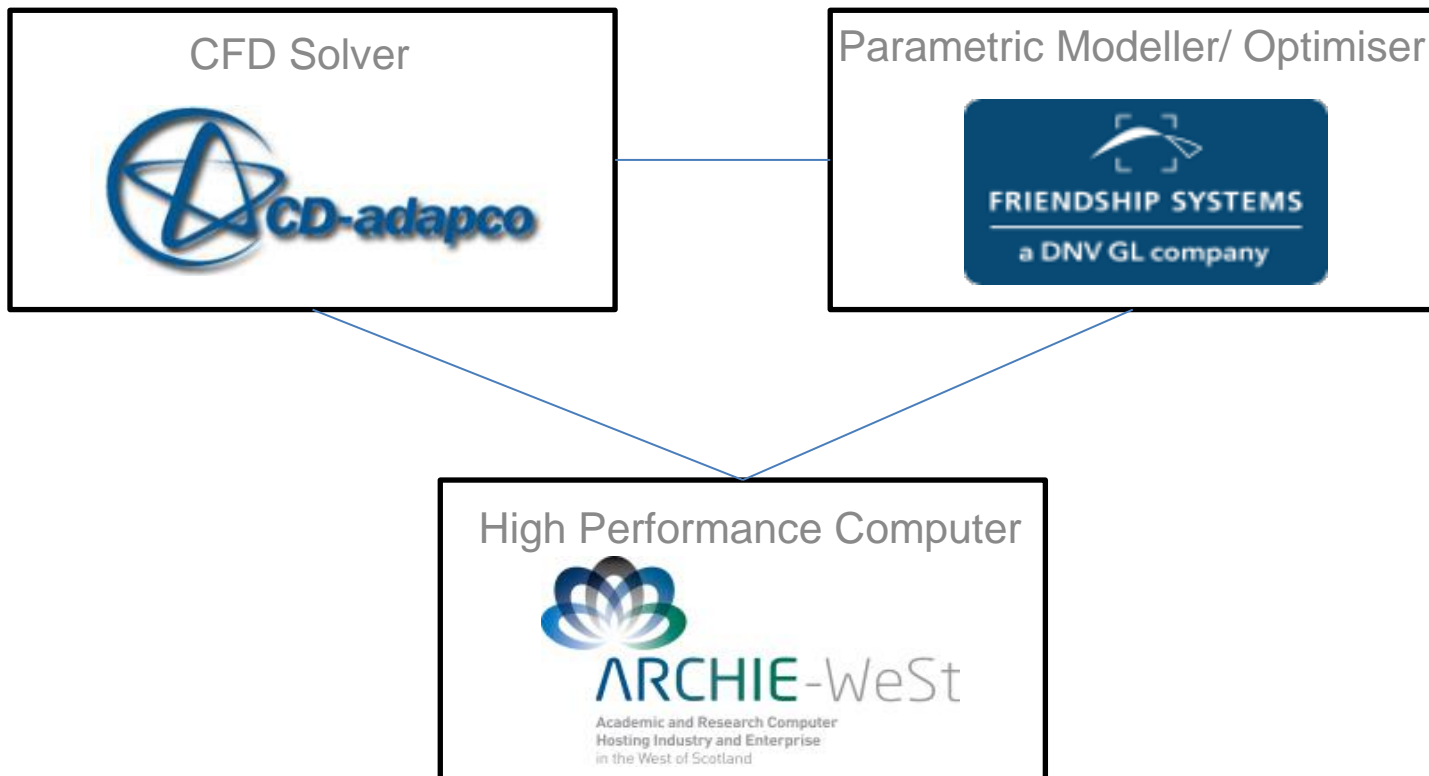 CFD Solver
CD-adapco
Parametric Modeller/ Optimiser
FRIENDSHIP SYSTEMS
a DNV GL company
High Performance Computer
ARCHIE-WeSt
Academic and Research Computer
Hosting Industry and Enterprise
in the West of Scotland